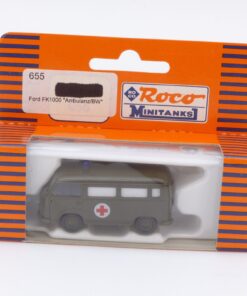 655
Ford FK1000 "Ambulanz/BW"
ROCO
Roco
MINITANKS